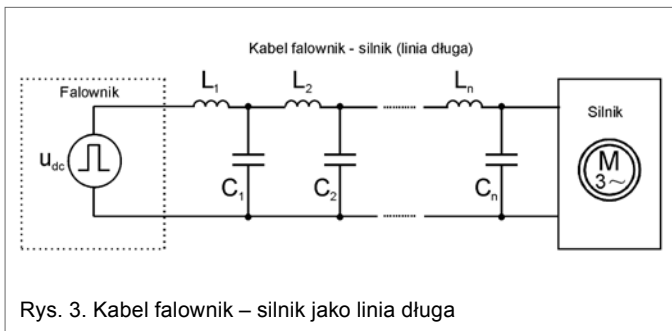 Kabel falownik - silnik (linia długa)
Falownik
L₁
L₂
Lₙ
Silnik
u_dc
C₁
C₂
Cₙ
M
3~
Rys. 3. Kabel falownik – silnik jako linia długa